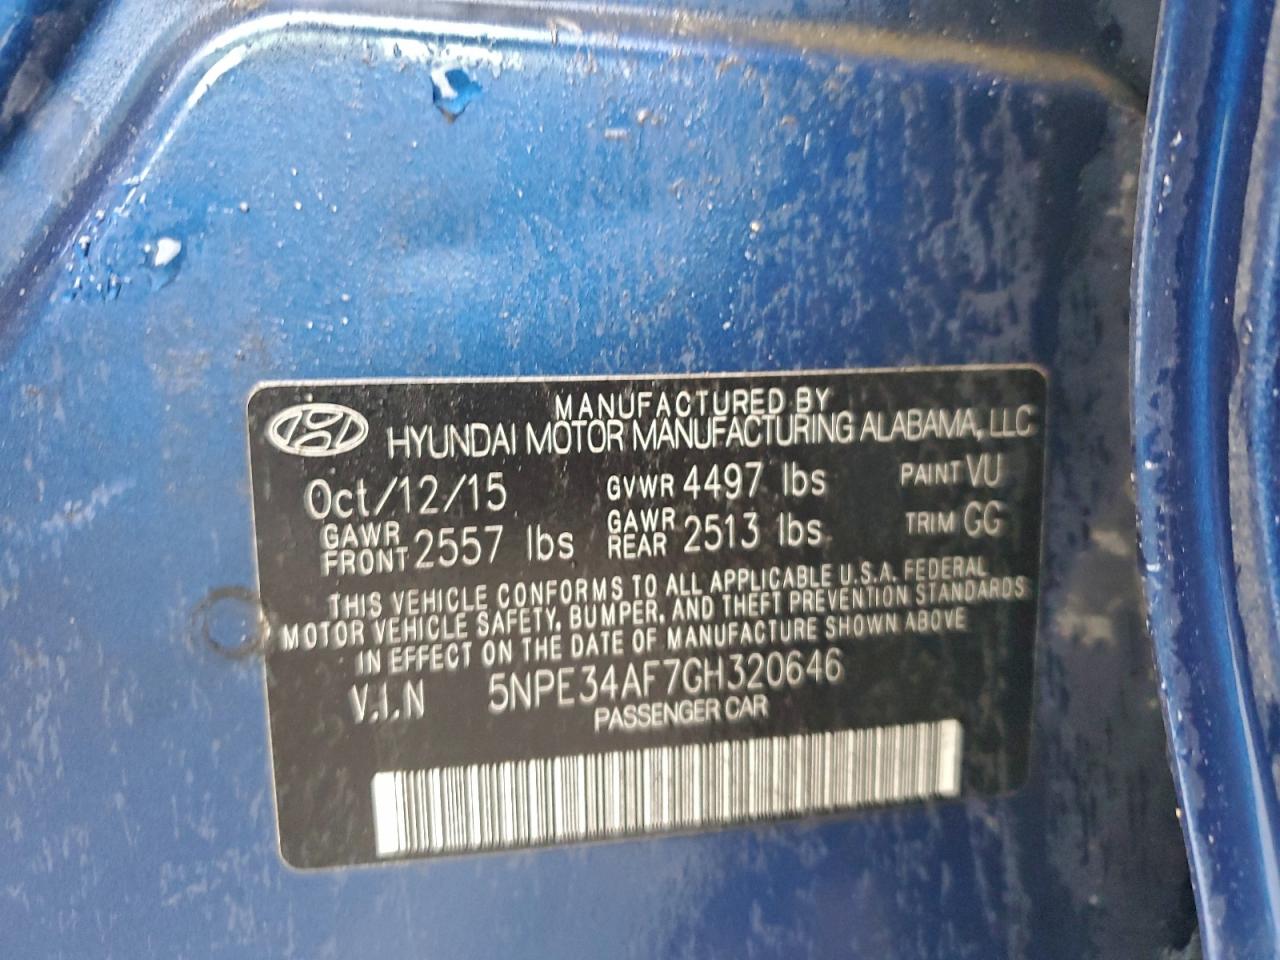 MANUFACTURED BY
HYUNDAI MOTOR MANUFACTURING ALABAMA, LLC
Oct/12/15 GVWR 4497 lbs PAINT VU
GAWR FRONT 2557 lbs GAWR REAR 2513 lbs TRIM GG
THIS VEHICLE CONFORMS TO ALL APPLICABLE U.S.A. FEDERAL
MOTOR VEHICLE SAFETY, BUMPER, AND THEFT PREVENTION STANDARDS
IN EFFECT ON THE DATE OF MANUFACTURE SHOWN ABOVE
V.I.N 5NPE34AF7GH320646
PASSENGER CAR